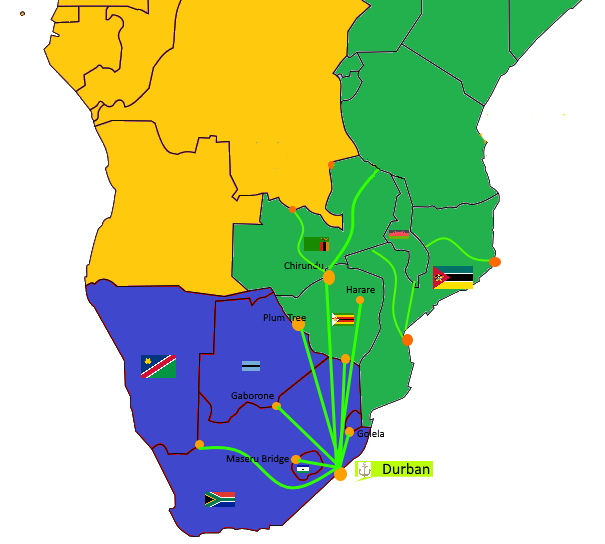 Chirundu
Harare
Plum Tree
Gaborone
Golela
Maseru Bridge
Durban